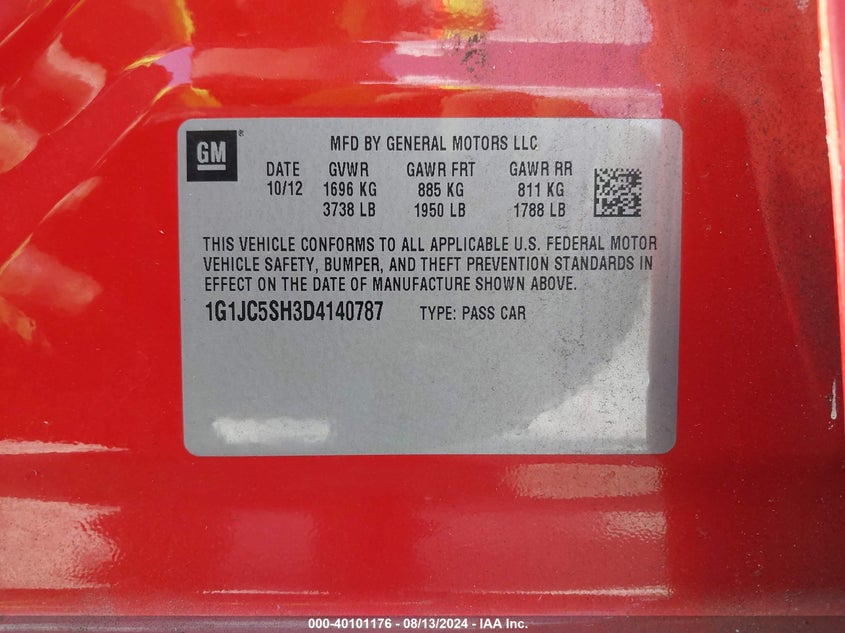 GM ®
MFD BY GENERAL MOTORS LLC
DATE GVWR GAWR FRT GAWR RR
10/12 1696 KG 885 KG 811 KG
3738 LB 1950 LB 1788 LB
THIS VEHICLE CONFORMS TO ALL APPLICABLE U.S. FEDERAL MOTOR
VEHICLE SAFETY, BUMPER, AND THEFT PREVENTION STANDARDS IN
EFFECT ON THE DATE OF MANUFACTURE SHOWN ABOVE.
1G1JC5SH3D4140787 TYPE: PASS CAR
000-40101176 - 08/13/2024 - IAA Inc.